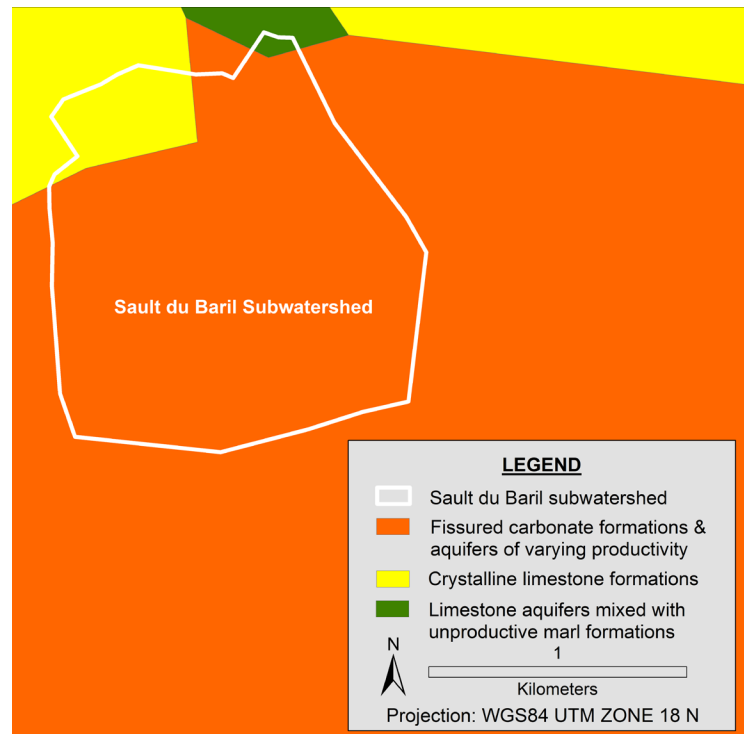 Sault du Baril Subwatershed
LEGEND
Sault du Baril subwatershed
Fissured carbonate formations &
aquifers of varying productivity
Crystalline limestone formations
Limestone aquifers mixed with
unproductive marl formations
N
1
Kilometers
Projection: WGS84 UTM ZONE 18 N